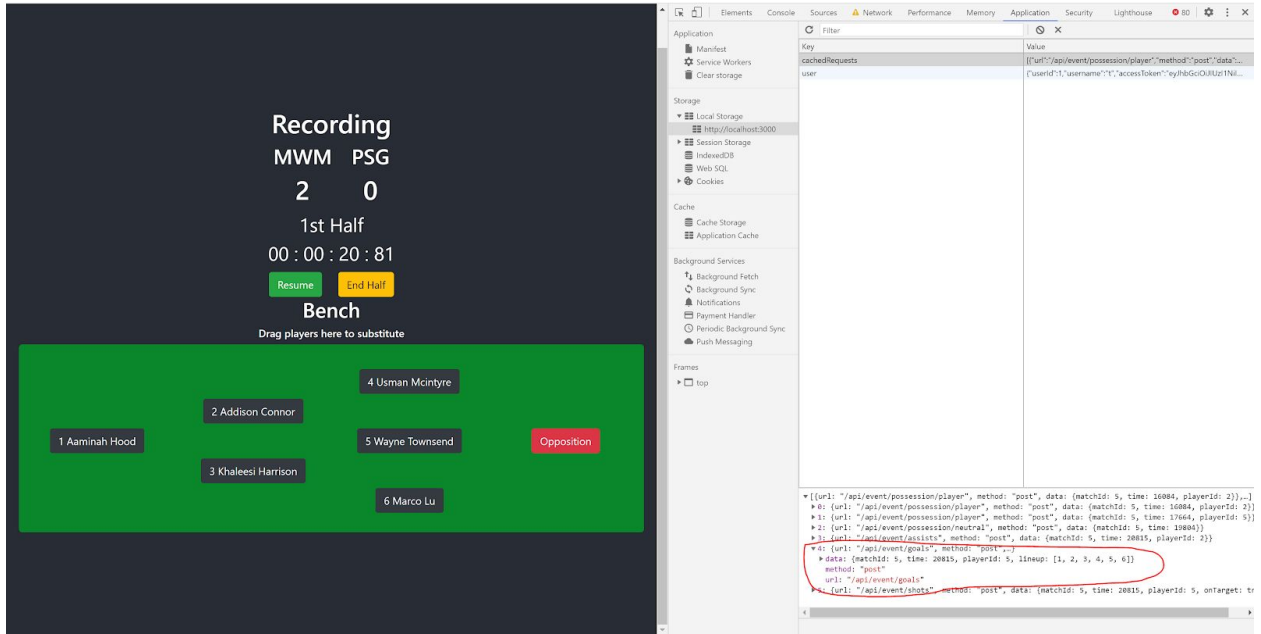 Recording
MWM PSG
2 0
1st Half
00 : 00 : 20 : 81
Resume End Half
Bench
Drag players here to substitute
4 Usman Mcintyre
2 Addison Connor
1 Aaminah Hood
5 Wayne Townsend
Opposition
3 Khaleesi Harrison
6 Marco Lu
Elements Console Sources Network Performance Memory Application Security Lighthouse 80
Application
Manifest
Service Workers
Clear storage
Storage
Local Storage
http://localhost:3000
Session Storage
IndexedDB
Web SQL
Cookies
Cache
Cache Storage
Application Cache
Background Services
Background Fetch
Background Sync
Notifications
Payment Handler
Periodic Background Sync
Push Messaging
Frames
top
Filter
Key Value
cachedRequests [{"url":"/api/event/possession/player","method":"post","data":...
user {"userId":1,"username":"t","accessToken":"eyJhbGciOiJIUzI1NiI...
[{url: "/api/event/possession/player", method: "post", data: {matchId: 5, time: 16084, playerId: 2}},…]
0: {url: "/api/event/possession/player", method: "post", data: {matchId: 5, time: 16084, playerId: 2}}
1: {url: "/api/event/possession/player", method: "post", data: {matchId: 5, time: 17664, playerId: 5}}
2: {url: "/api/event/possession/neutral", method: "post", data: {matchId: 5, time: 19804}}
3: {url: "/api/event/assists", method: "post", data: {matchId: 5, time: 20815, playerId: 2}}
4: {url: "/api/event/goals", method: "post",…}
data: {matchId: 5, time: 20815, playerId: 5, lineup: [1, 2, 3, 4, 5, 6]}
method: "post"
url: "/api/event/goals"
5: {url: "/api/event/shots", method: "post", data: {matchId: 5, time: 20815, playerId: 5, onTarget: tr